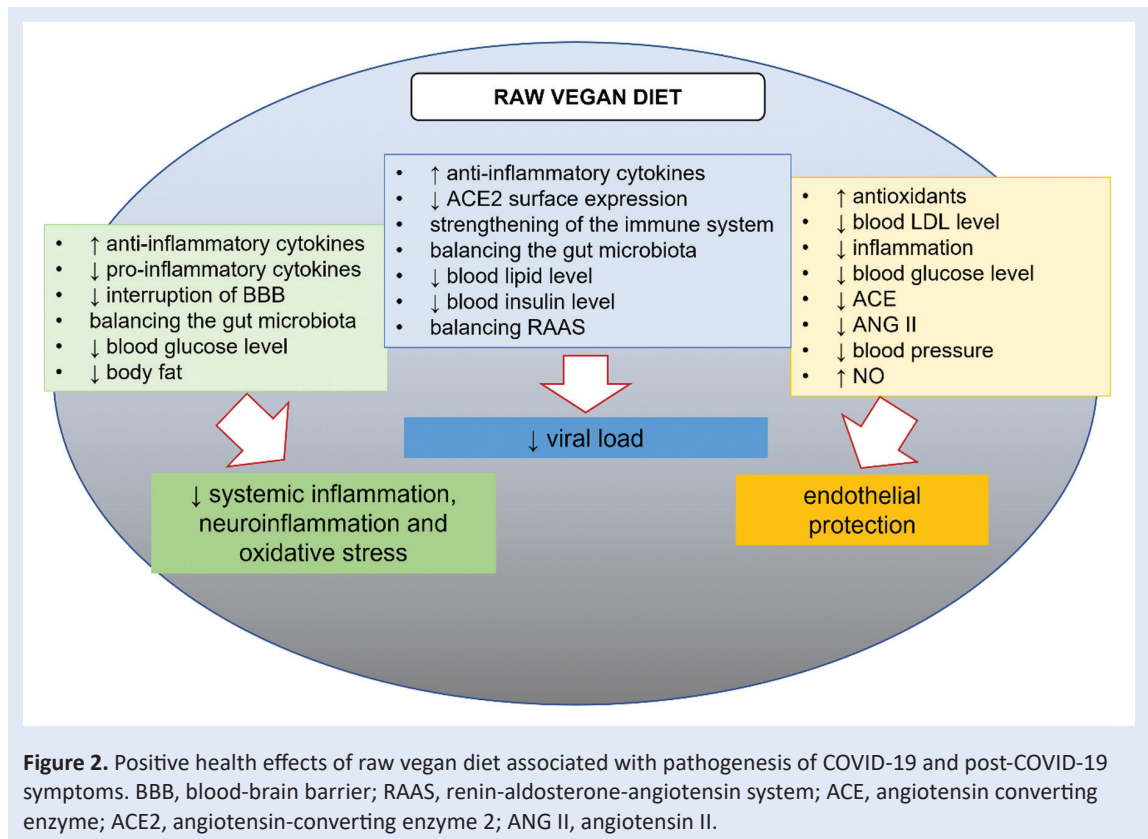 RAW VEGAN DIET
• ↑ anti-inflammatory cytokines
• ↓ pro-inflammatory cytokines
• ↓ interruption of BBB
• balancing the gut microbiota
• ↓ blood glucose level
• ↓ body fat
• ↑ anti-inflammatory cytokines
• ↓ ACE2 surface expression
• strengthening of the immune system
• balancing the gut microbiota
• ↓ blood lipid level
• ↓ blood insulin level
• balancing RAAS
• ↑ antioxidants
• ↓ blood LDL level
• ↓ inflammation
• ↓ blood glucose level
• ↓ ACE
• ↓ ANG II
• ↓ blood pressure
• ↑ NO
↓ systemic inflammation,
neuroinflammation and
oxidative stress
↓ viral load
endothelial
protection
Figure 2. Positive health effects of raw vegan diet associated with pathogenesis of COVID-19 and post-COVID-19
symptoms. BBB, blood-brain barrier; RAAS, renin-aldosterone-angiotensin system; ACE, angiotensin converting
enzyme; ACE2, angiotensin-converting enzyme 2; ANG II, angiotensin II.